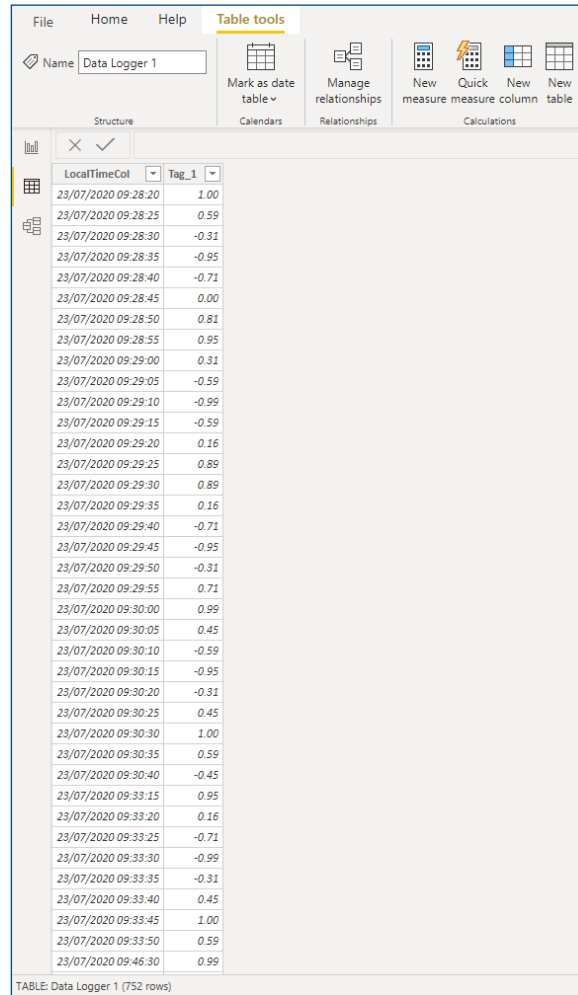 File Home Help Table tools
Name Data Logger 1
Mark as date table
Manage relationships
New measure
Quick measure
New column
New table
Structure Calendars Relationships Calculations
LocalTimeCol Tag_1
23/07/2020 09:28:20 1.00
23/07/2020 09:28:25 0.59
23/07/2020 09:28:30 -0.31
23/07/2020 09:28:35 -0.95
23/07/2020 09:28:40 -0.71
23/07/2020 09:28:45 0.00
23/07/2020 09:28:50 0.81
23/07/2020 09:28:55 0.95
23/07/2020 09:29:00 0.31
23/07/2020 09:29:05 -0.59
23/07/2020 09:29:10 -0.99
23/07/2020 09:29:15 -0.59
23/07/2020 09:29:20 0.16
23/07/2020 09:29:25 0.89
23/07/2020 09:29:30 0.89
23/07/2020 09:29:35 0.16
23/07/2020 09:29:40 -0.71
23/07/2020 09:29:45 -0.95
23/07/2020 09:29:50 -0.31
23/07/2020 09:29:55 0.71
23/07/2020 09:30:00 0.99
23/07/2020 09:30:05 0.45
23/07/2020 09:30:10 -0.59
23/07/2020 09:30:15 -0.95
23/07/2020 09:30:20 -0.31
23/07/2020 09:30:25 0.45
23/07/2020 09:30:30 1.00
23/07/2020 09:30:35 0.59
23/07/2020 09:30:40 -0.45
23/07/2020 09:33:15 0.95
23/07/2020 09:33:20 0.16
23/07/2020 09:33:25 -0.71
23/07/2020 09:33:30 -0.99
23/07/2020 09:33:35 -0.31
23/07/2020 09:33:40 0.45
23/07/2020 09:33:45 1.00
23/07/2020 09:33:50 0.59
23/07/2020 09:46:30 0.99
TABLE: Data Logger 1 (752 rows)